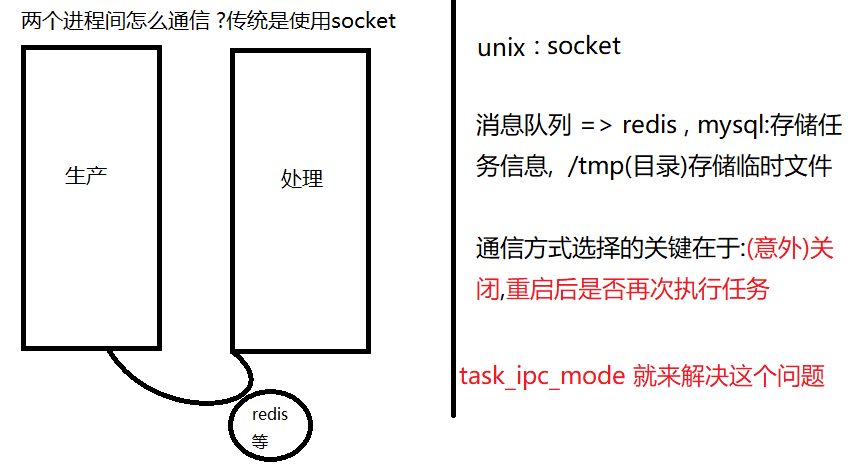 两个进程间怎么通信 ?传统是使用socket
生产
处理
redis
等
unix : socket
消息队列 => redis , mysql:存储任
务信息, /tmp(目录)存储临时文件
通信方式选择的关键在于:(意外)关
闭,重启后是否再次执行任务
task_ipc_mode 就来解决这个问题